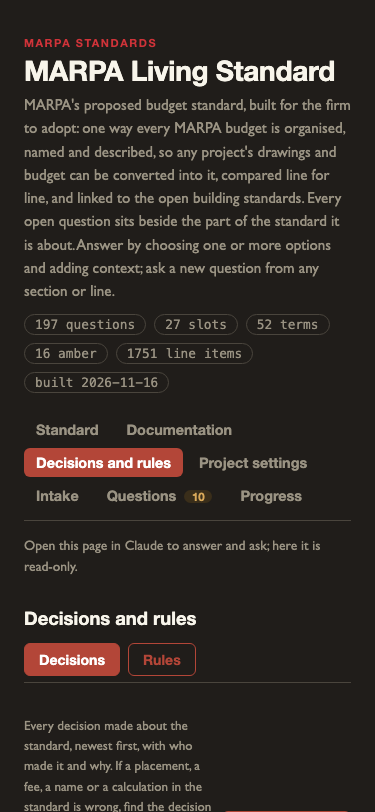 MARPA STANDARDS
MARPA Living Standard
MARPA's proposed budget standard, built for the firm
to adopt: one way every MARPA budget is organised,
named and described, so any project's drawings and
budget can be converted into it, compared line for
line, and linked to the open building standards. Every
open question sits beside the part of the standard it
is about. Answer by choosing one or more options
and adding context; ask a new question from any
section or line.
197 questions 27 slots 52 terms
16 amber 1751 line items
built 2026-11-16
Standard Documentation
Decisions and rules Project settings
Intake Questions 10 Progress
Open this page in Claude to answer and ask; here it is
read-only.
Decisions and rules
Decisions Rules
Every decision made about the
standard, newest first, with who
made it and why. If a placement, a
fee, a name or a calculation in the
standard is wrong, find the decision